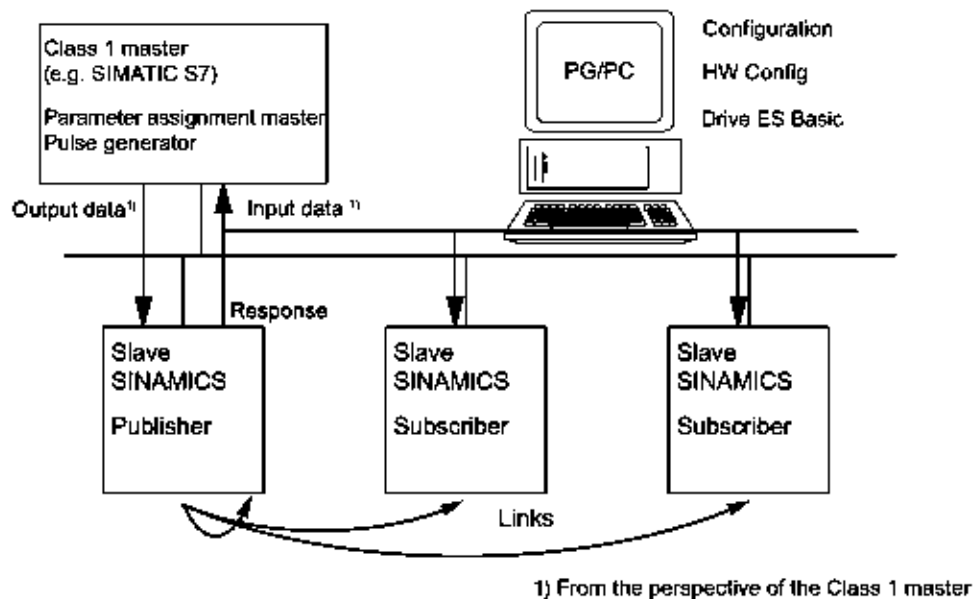 Class 1 master
(e.g. SIMATIC S7)
Parameter assignment master
Pulse generator
PG/PC
Configuration
HW Config
Drive ES Basic
Output data¹⁾
Input data ¹⁾
Response
Slave
SINAMICS
Publisher
Slave
SINAMICS
Subscriber
Slave
SINAMICS
Subscriber
Links
1) From the perspective of the Class 1 master